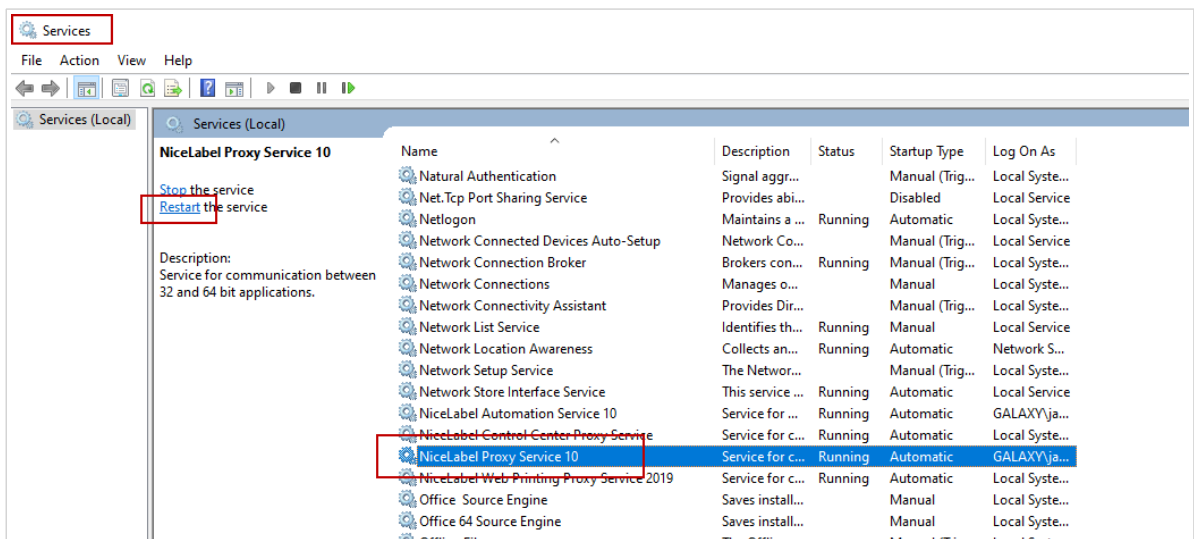 Services
File Action View Help
Services (Local)
Services (Local)
NiceLabel Proxy Service 10
Stop the service
Restart the service
Description:
Service for communication between
32 and 64 bit applications.
Name Description Status Startup Type Log On As
Natural Authentication Signal aggr... Manual (Trig... Local Syste...
Net.Tcp Port Sharing Service Provides abi... Disabled Local Service
Netlogon Maintains a ... Running Automatic Local Syste...
Network Connected Devices Auto-Setup Network Co... Manual (Trig... Local Service
Network Connection Broker Brokers con... Running Manual (Trig... Local Syste...
Network Connections Manages o... Manual Local Syste...
Network Connectivity Assistant Provides Dir... Manual (Trig... Local Syste...
Network List Service Identifies th... Running Manual Local Service
Network Location Awareness Collects an... Running Automatic Network S...
Network Setup Service The Networ... Manual (Trig... Local Syste...
Network Store Interface Service This service ... Running Automatic Local Service
NiceLabel Automation Service 10 Service for ... Running Automatic GALAXY\ja...
NiceLabel Control Center Proxy Service Service for c... Running Automatic Local Syste...
NiceLabel Proxy Service 10 Service for c... Running Automatic GALAXY\ja...
NiceLabel Web Printing Proxy Service 2019 Service for c... Running Automatic Local Syste...
Office Source Engine Saves install... Manual Local Syste...
Office 64 Source Engine Saves install... Manual Local Syste...